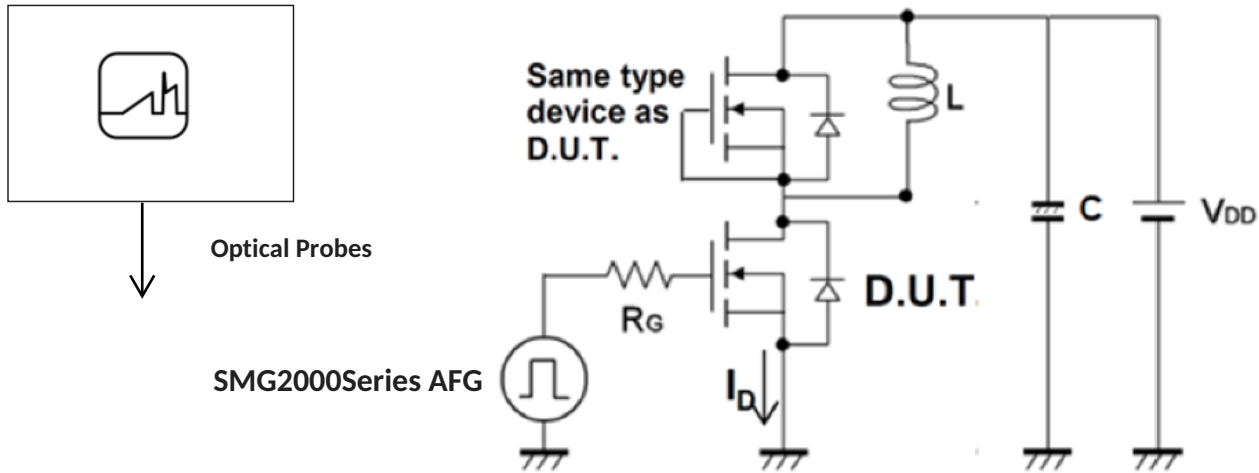 Same type
device as
D.U.T.
L
C
VDD
Optical Probes
RG
D.U.T.
SMG2000Series AFG
ID